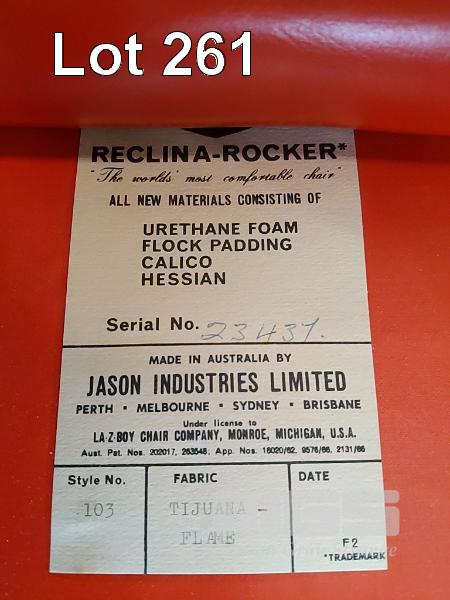 Lot 261
RECLINA-ROCKER*
"The worlds' most comfortable chair"
ALL NEW MATERIALS CONSISTING OF
URETHANE FOAM
FLOCK PADDING
CALICO
HESSIAN
Serial No. 23437.
MADE IN AUSTRALIA BY
JASON INDUSTRIES LIMITED
PERTH • MELBOURNE • SYDNEY • BRISBANE
Under license to
LA-Z-BOY CHAIR COMPANY, MONROE, MICHIGAN, U.S.A.
Aust. Pat. Nos. 202017, 263546; App. Nos. 16020/62, 9576/66, 2131/66
Style No. FABRIC DATE
103 TIJUANA -
FLAME
F2
*TRADEMARK